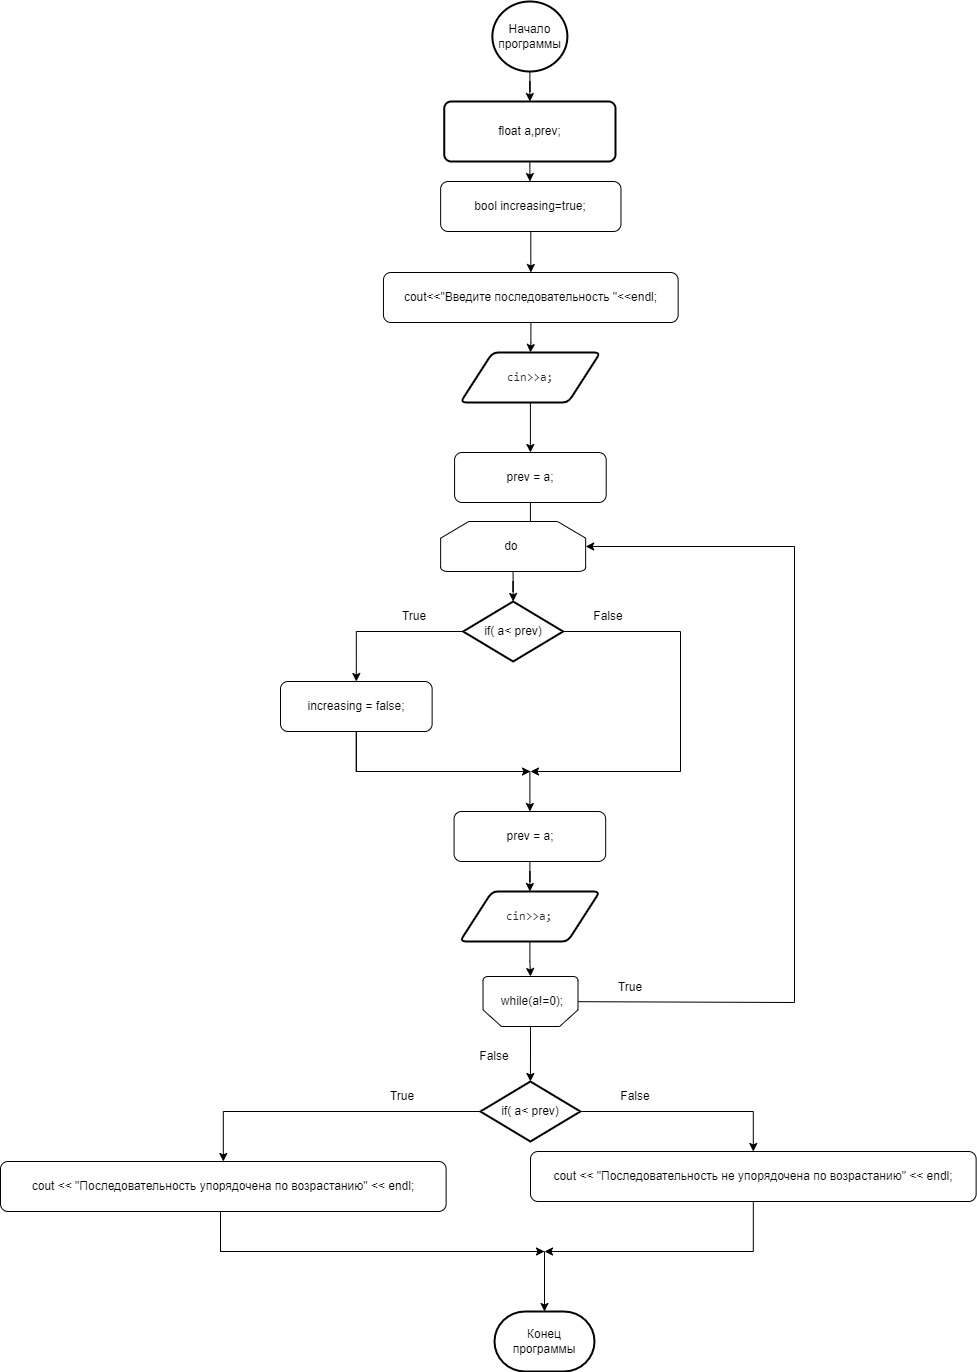 Начало
программы
float a,prev;
bool increasing=true;
cout<<"Введите последовательность "<<endl;
cin>>a;
prev = a;
do
True
False
if( a< prev)
increasing = false;
prev = a;
cin>>a;
while(a!=0);
True
False
True
False
if( a< prev)
cout << "Последовательность упорядочена по возрастанию" << endl;
cout << "Последовательность не упорядочена по возрастанию" << endl;
Конец
программы